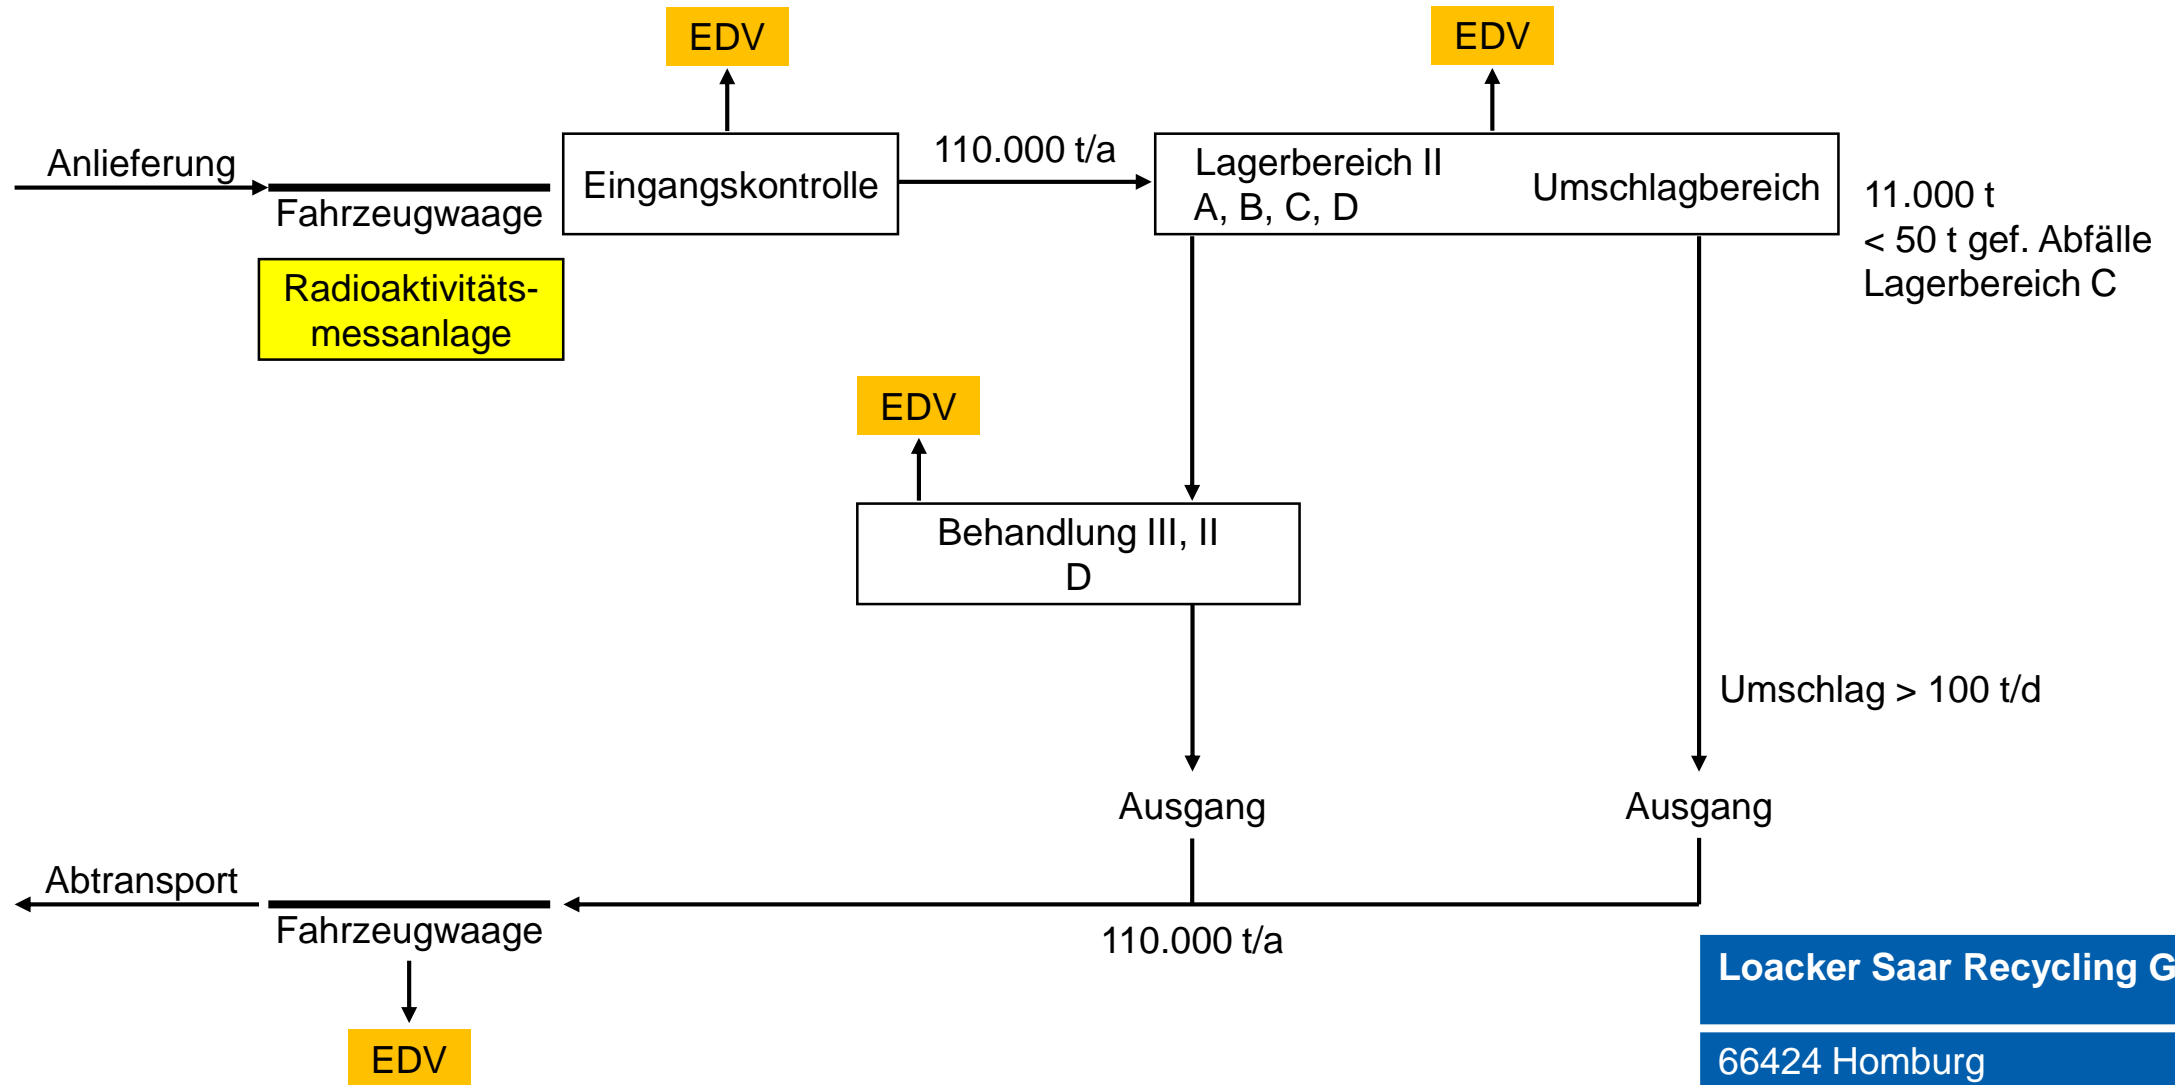 EDV
EDV
Anlieferung
Fahrzeugwaage
Eingangskontrolle
110.000 t/a
Lagerbereich II
A, B, C, D
Umschlagbereich
11.000 t
< 50 t gef. Abfälle
Lagerbereich C
Radioaktivitäts-
messanlage
EDV
Behandlung III, II
D
Umschlag > 100 t/d
Ausgang
Ausgang
Abtransport
Fahrzeugwaage
110.000 t/a
EDV
Loacker Saar Recycling G
66424 Homburg